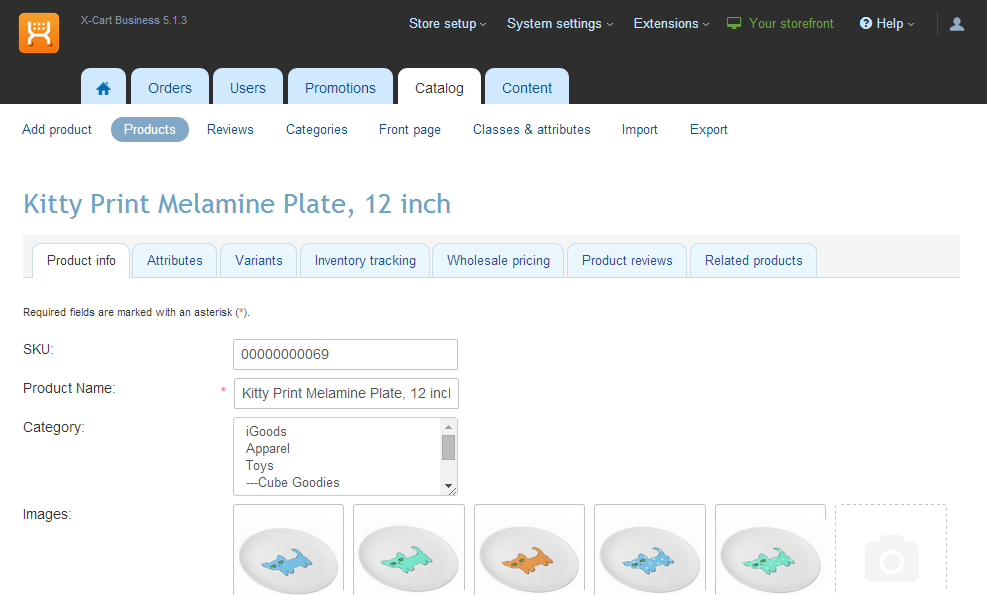 X-Cart Business 5.1.3
Store setup System settings Extensions Your storefront ? Help
Orders Users Promotions Catalog Content
Add product Products Reviews Categories Front page Classes & attributes Import Export
Kitty Print Melamine Plate, 12 inch
Product info Attributes Variants Inventory tracking Wholesale pricing Product reviews Related products
Required fields are marked with an asterisk (*).
SKU: 00000000069
Product Name: * Kitty Print Melamine Plate, 12 incl
Category: iGoods
Apparel
Toys
---Cube Goodies
Images: